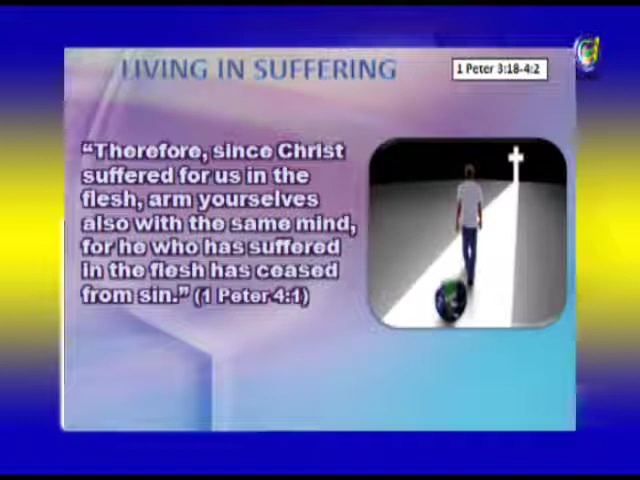 LIVING IN SUFFERING
1 Peter 3:18-4:2
“Therefore, since Christ
suffered for us in the
flesh, arm yourselves
also with the same mind,
for he who has suffered
in the flesh has ceased
from sin.” (1 Peter 4:1)